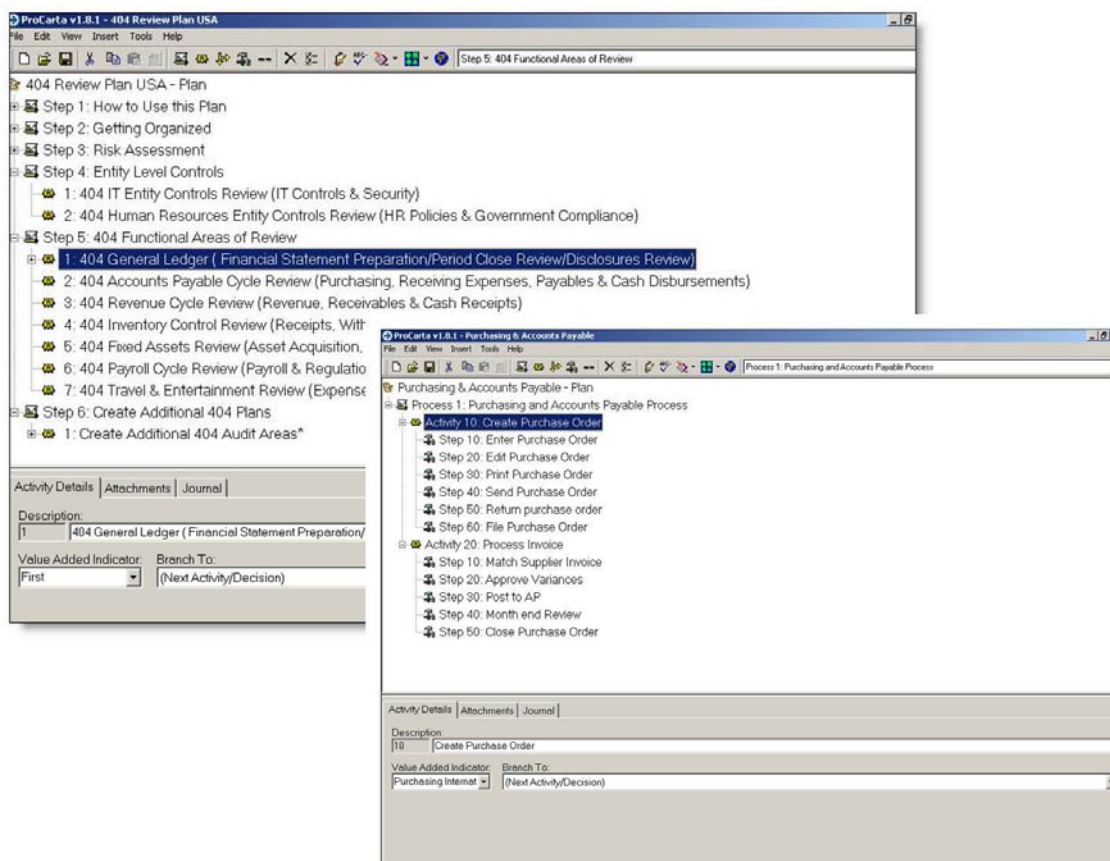 ProCarta v1.8.1 - 404 Review Plan USA
File Edit View Insert Tools Help
Step 5: 404 Functional Areas of Review
404 Review Plan USA - Plan
Step 1: How to Use this Plan
Step 2: Getting Organized
Step 3: Risk Assessment
Step 4: Entity Level Controls
1: 404 IT Entity Controls Review (IT Controls & Security)
2: 404 Human Resources Entity Controls Review (HR Policies & Government Compliance)
Step 5: 404 Functional Areas of Review
1: 404 General Ledger ( Financial Statement Preparation/Period Close Review/Disclosures Review)
2: 404 Accounts Payable Cycle Review (Purchasing, Receiving Expenses, Payables & Cash Disbursements)
3: 404 Revenue Cycle Review (Revenue, Receivables & Cash Receipts)
4: 404 Inventory Control Review (Receipts, With
5: 404 Fixed Assets Review (Asset Acquisition,
6: 404 Payroll Cycle Review (Payroll & Regulatio
7: 404 Travel & Entertainment Review (Expense
Step 6: Create Additional 404 Plans
1: Create Additional 404 Audit Areas*
Activity Details Attachments Journal
Description:
1 404 General Ledger ( Financial Statement Preparation/
Value Added Indicator: Branch To:
First (Next Activity/Decision)
ProCarta v1.8.1 - Purchasing & Accounts Payable
File Edit View Insert Tools Help
Process 1: Purchasing and Accounts Payable Process
Purchasing & Accounts Payable - Plan
Process 1: Purchasing and Accounts Payable Process
Activity 10: Create Purchase Order
Step 10: Enter Purchase Order
Step 20: Edit Purchase Order
Step 30: Print Purchase Order
Step 40: Send Purchase Order
Step 50: Return purchase order
Step 60: File Purchase Order
Activity 20: Process Invoice
Step 10: Match Supplier Invoice
Step 20: Approve Variances
Step 30: Post to AP
Step 40: Month end Review
Step 50: Close Purchase Order
Activity Details Attachments Journal
Description:
10 Create Purchase Order
Value Added Indicator: Branch To:
Purchasing Internat (Next Activity/Decision)